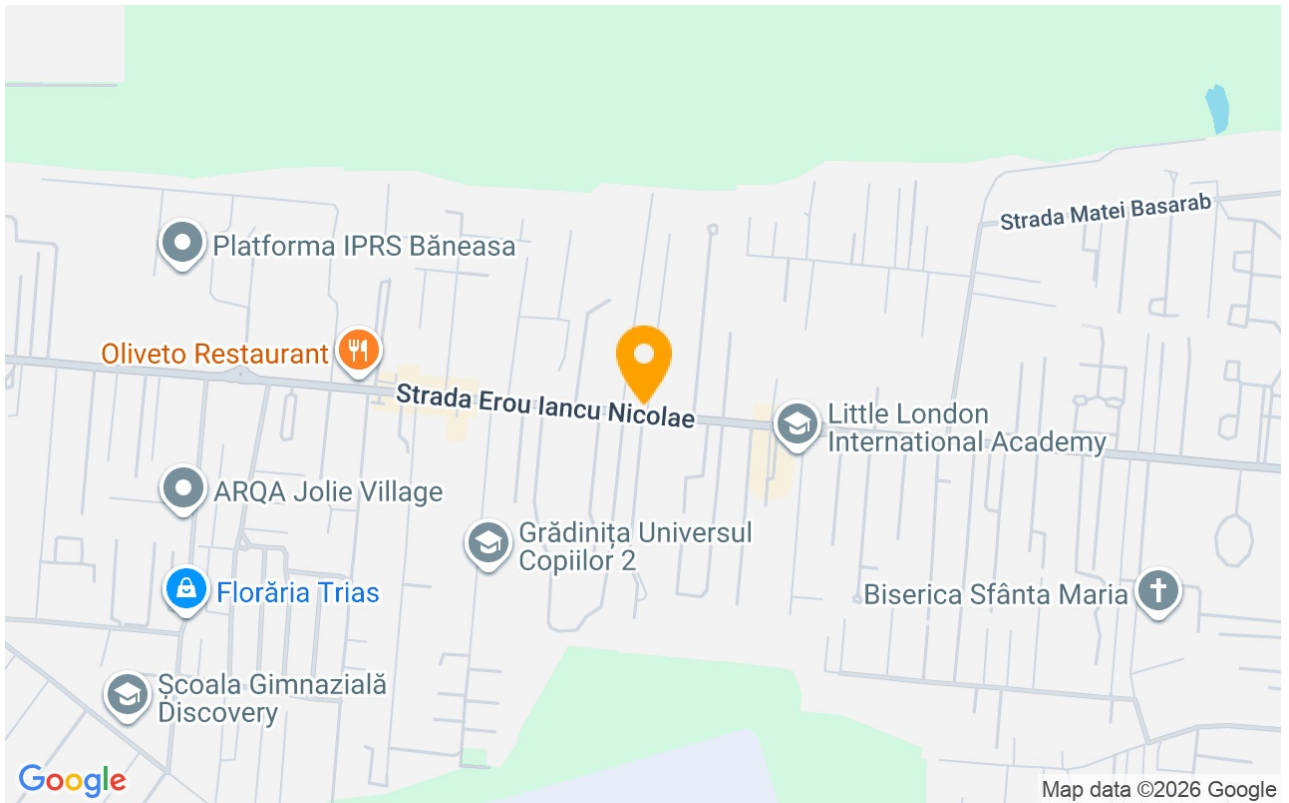 Strada Matei Basarab
Platforma IPRS Băneasa
Oliveto Restaurant
Strada Erou Iancu Nicolae
Little London
International Academy
ARQA Jolie Village
Grădinița Universul
Copiilor 2
Florăria Trias
Biserica Sfânta Maria
Școala Gimnazială
Discovery
Google
Map data ©2026 Google